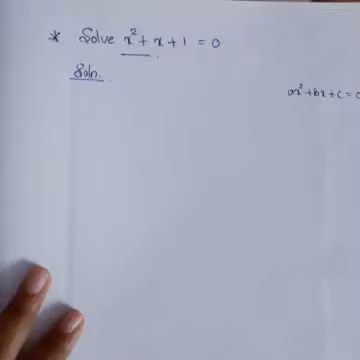 * Solve x² + x + 1 = 0
Soln.
ax² + bx + c = 0